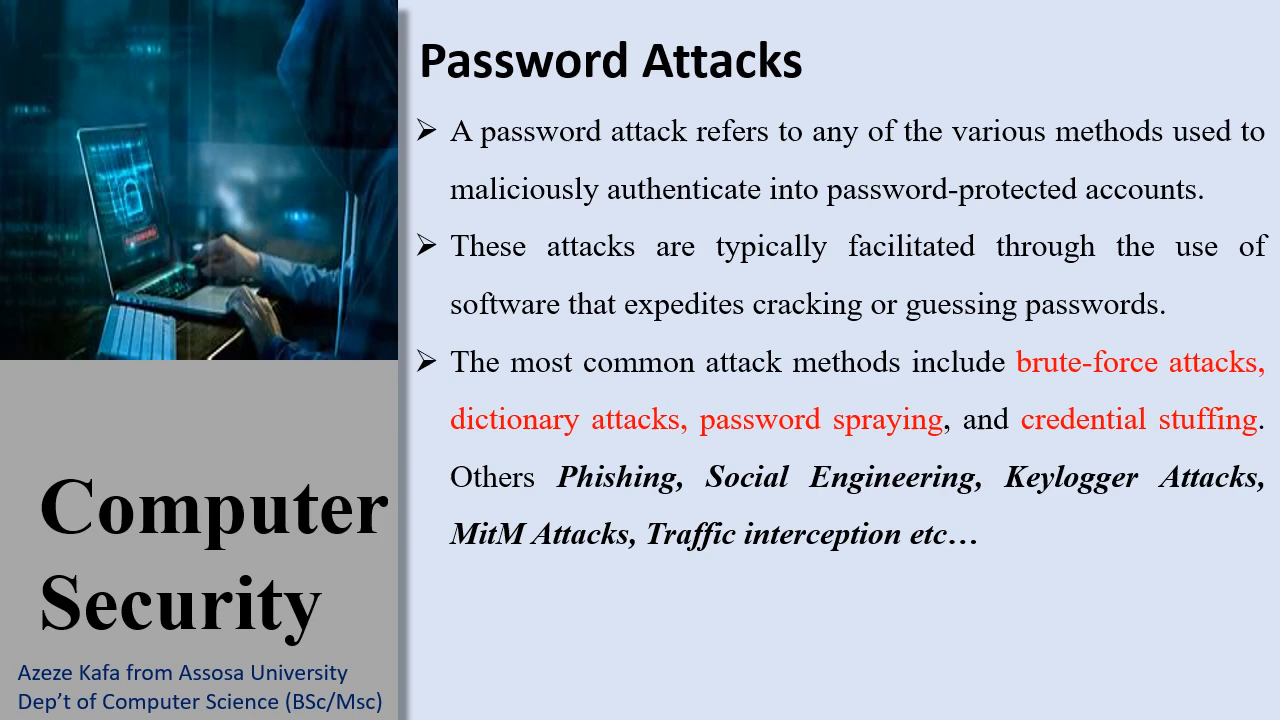 Password Attacks
➢ A password attack refers to any of the various methods used to
maliciously authenticate into password-protected accounts.
➢ These attacks are typically facilitated through the use of
software that expedites cracking or guessing passwords.
➢ The most common attack methods include brute-force attacks,
dictionary attacks, password spraying, and credential stuffing.
Others Phishing, Social Engineering, Keylogger Attacks,
MitM Attacks, Traffic interception etc…
Computer
Security
Azeze Kafa from Assosa University
Dep’t of Computer Science (BSc/Msc)